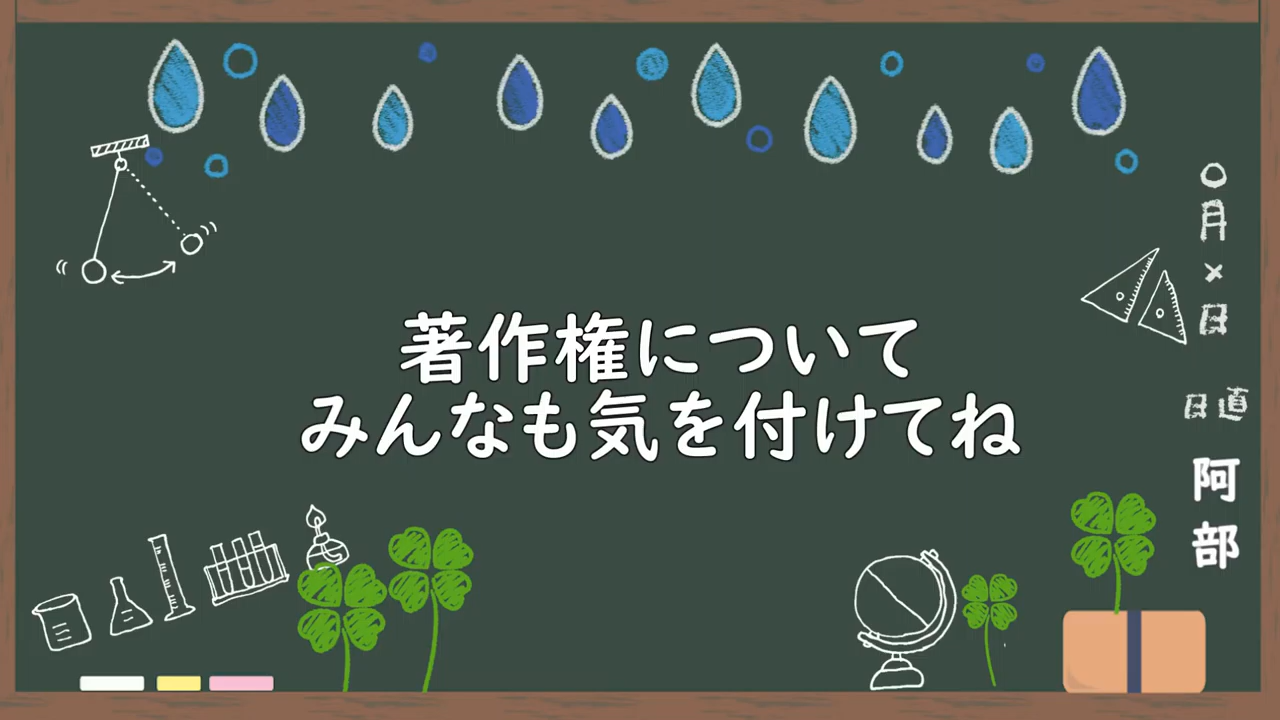 著作権について
みんなも気を付けてね
〇月×日
日直
阿部